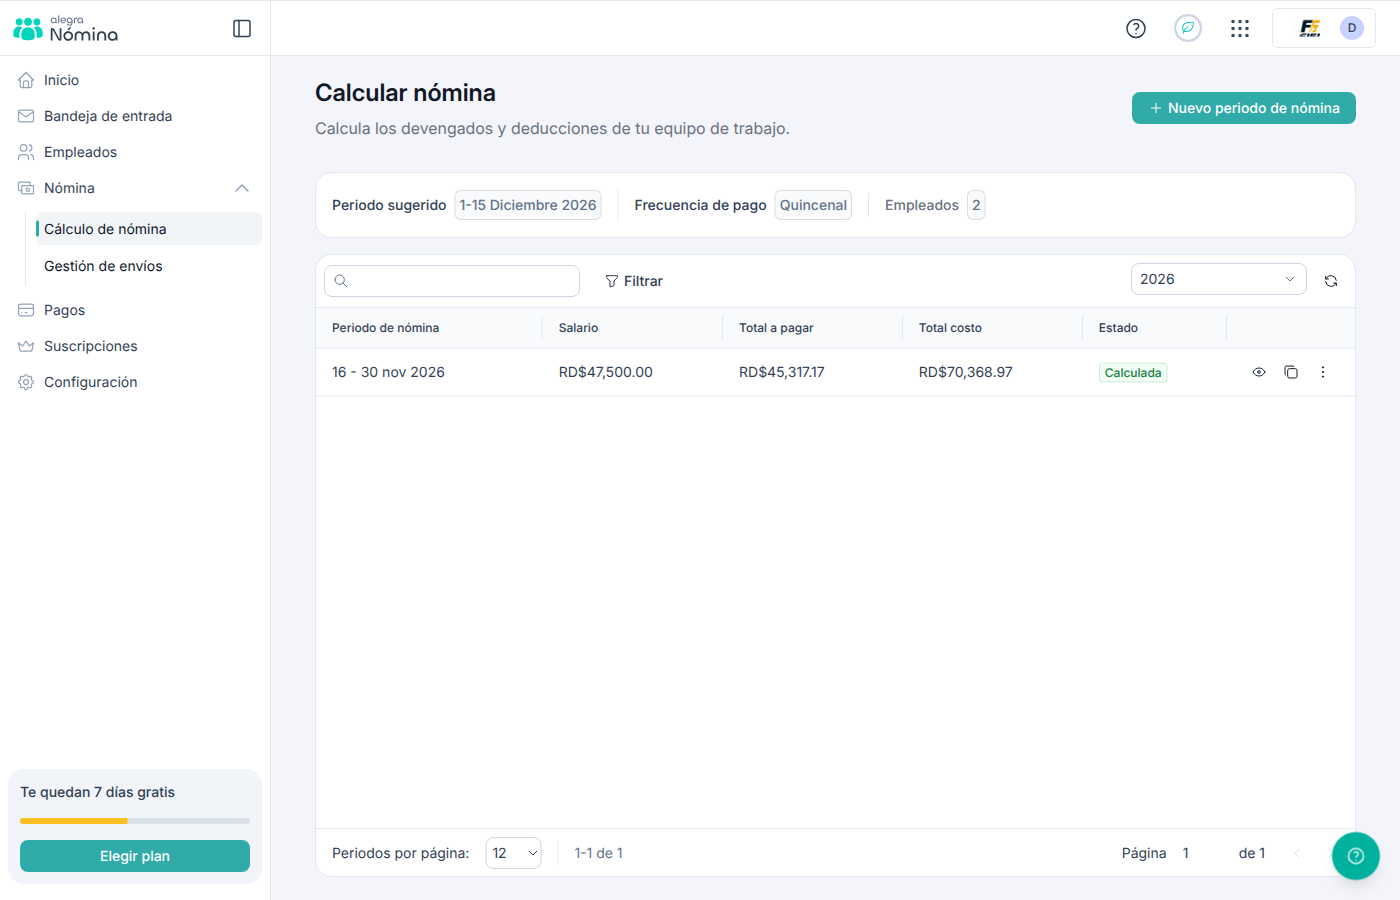 alegra
Nómina
D
Inicio
Bandeja de entrada
Empleados
Nómina
Cálculo de nómina
Gestión de envíos
Pagos
Suscripciones
Configuración
Te quedan 7 días gratis
Elegir plan
Calcular nómina
Calcula los devengados y deducciones de tu equipo de trabajo.
+ Nuevo periodo de nómina
Periodo sugerido 1-15 Diciembre 2026 Frecuencia de pago Quincenal Empleados 2
Filtrar 2026
Periodo de nómina Salario Total a pagar Total costo Estado
16 - 30 nov 2026 RD$47,500.00 RD$45,317.17 RD$70,368.97 Calculada
Periodos por página: 12 1-1 de 1 Página 1 de 1